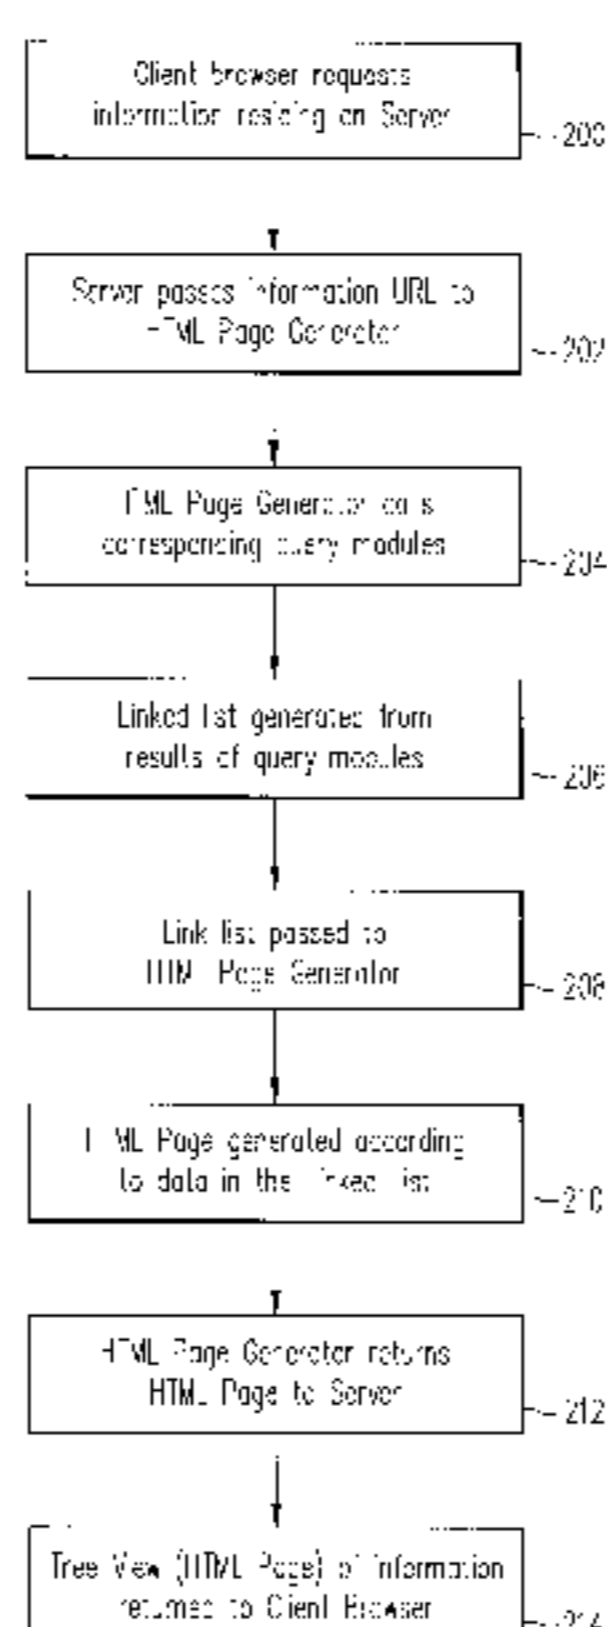 Client browser requests
information residing on Server
200
Server passes information URL to
HTML Page Generator
202
HTML Page Generator calls
corresponding query modules
204
Linked list generated from
results of query modules
206
Link list passed to
HTML Page Generator
208
HTML Page generated according
to data in the linked list
210
HTML Page Generator returns
HTML Page to Server
212
Tree View (HTML Page) of information
returned to Client Browser
214